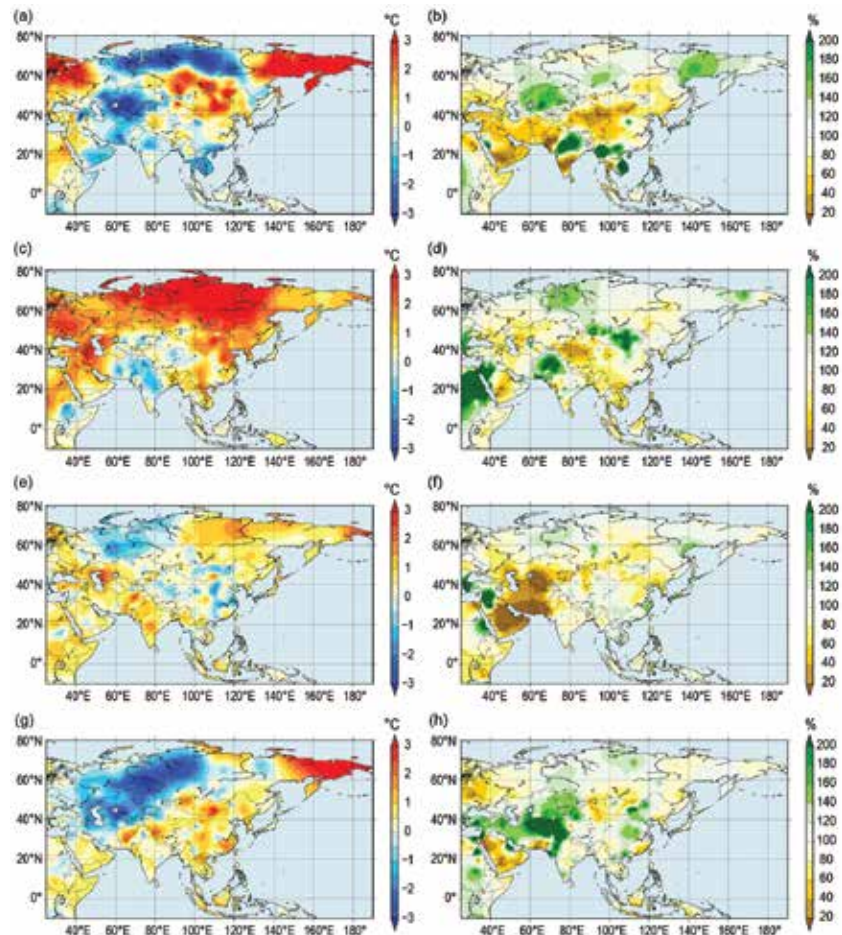 (a) °C (b) %
80°N 3 80°N 200
60°N 2 60°N 180
40°N 1 40°N 160
20°N 0 20°N 140
0° -1 0° 120
-2 100
-3 80
60
40
20
40°E 60°E 80°E 100°E 120°E 140°E 160°E 180° 40°E 60°E 80°E 100°E 120°E 140°E 160°E 180°
(c) °C (d) %
80°N 3 80°N 200
60°N 2 60°N 180
40°N 1 40°N 160
20°N 0 20°N 140
0° -1 0° 120
-2 100
-3 80
60
40
20
40°E 60°E 80°E 100°E 120°E 140°E 160°E 180° 40°E 60°E 80°E 100°E 120°E 140°E 160°E 180°
(e) °C (f) %
80°N 3 80°N 200
60°N 2 60°N 180
40°N 1 40°N 160
20°N 0 20°N 140
0° -1 0° 120
-2 100
-3 80
60
40
20
40°E 60°E 80°E 100°E 120°E 140°E 160°E 180° 40°E 60°E 80°E 100°E 120°E 140°E 160°E 180°
(g) °C (h) %
80°N 3 80°N 200
60°N 2 60°N 180
40°N 1 40°N 160
20°N 0 20°N 140
0° -1 0° 120
-2 100
-3 80
60
40
20
40°E 60°E 80°E 100°E 120°E 140°E 160°E 180° 40°E 60°E 80°E 100°E 120°E 140°E 160°E 180°